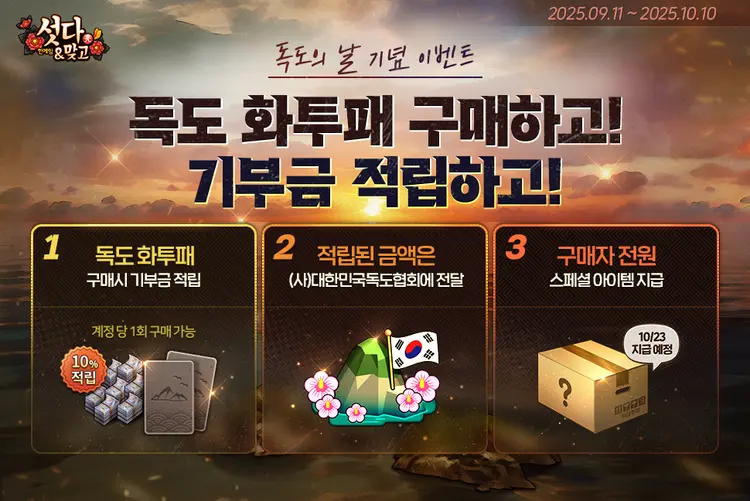 2025.09.11 ~ 2025.10.10
섯다
한게임
&맞고
독도의 날 기념 이벤트
독도 화투패 구매하고!
기부금 적립하고!
1
독도 화투패
구매시 기부금 적립
계정 당 1회 구매 가능
10%
적립
2
적립된 금액은
(사)대한민국독도협회에 전달
3
구매자 전원
스페셜 아이템 지급
10/23
지급 예정
?